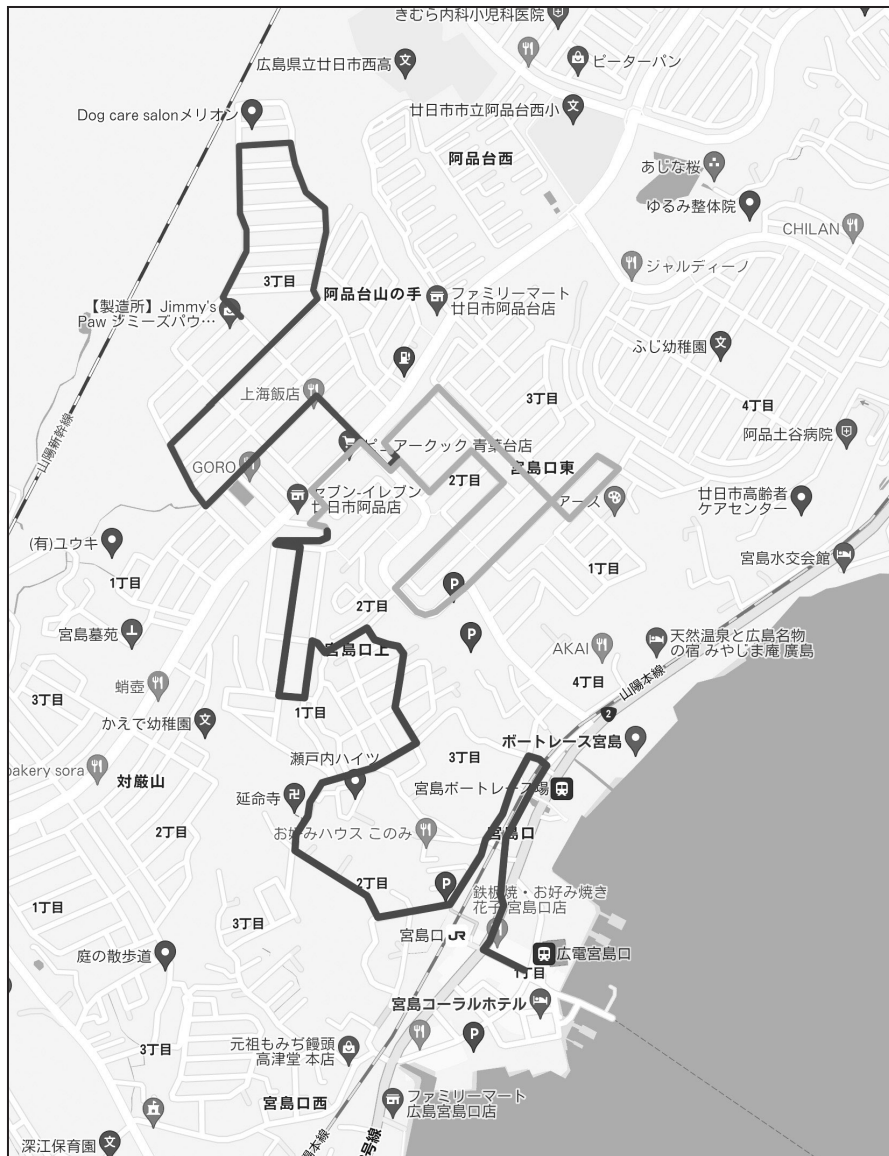 きむら内科小児科医院
広島県立廿日市西高
ピーターパン
Dog care salonメリオン
廿日市市立阿品台西小
阿品台西
あじな桜
ゆるみ整体院
CHILAN
ジャルディーノ
3丁目
阿品台山の手
ファミリーマート
廿日市阿品台店
【製造所】Jimmy's
Paw ジミーズパウ…
ふじ幼稚園
上海飯店
3丁目
4丁目
山陽新幹線
ピュアークック 青葉台店
阿品土谷病院
GORO
宮島口東
2丁目
セブン-イレブン
廿日市阿品店
アース
廿日市高齢者
ケアセンター
(有)ユウキ
宮島水交会館
1丁目
1丁目
P
2丁目
宮島墓苑
宮島口上
AKAI
天然温泉と広島名物
の宿 みやじま庵 廣島
蛸壺
4丁目
山陽本線
3丁目
1丁目
2
かえで幼稚園
ボートレース宮島
3丁目
瀬戸内ハイツ
bakery sora
対厳山
宮島ボートレース場
延命寺
2丁目
お好みハウス このみ
宮島口
2丁目
P
鉄板焼・お好み焼き
花子 宮島口店
1丁目
3丁目
宮島口 JR
庭の散歩道
広電宮島口
1丁目
宮島コーラルホテル
P
元祖もみぢ饅頭
高津堂 本店
3丁目
宮島口西
ファミリーマート
広島宮島口店
深江保育園
陽本線
号線